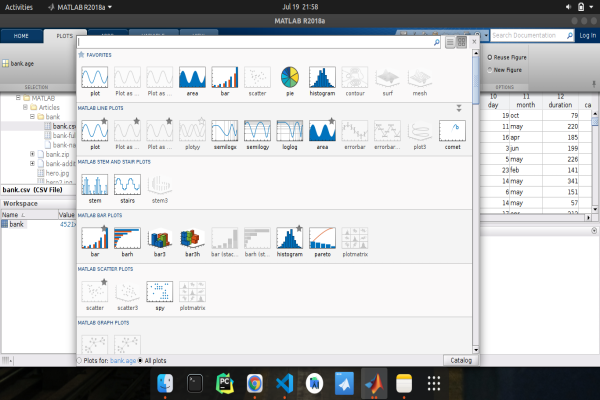 Activities MATLAB R2018a Jul 19 21:58
MATLAB R2018a
HOME PLOTS
Search Documentation Log In
bank.age
SELECTION
Reuse Figure
New Figure
OPTIONS
FAVORITES
plot Plot as ... Plot as ... area bar scatter pie histogram contour surf mesh
MATLAB LINE PLOTS
plot Plot as ... Plot as ... plotyy semilogx semilogy loglog area errorbar errorbar... plot3 comet
MATLAB STEM AND STAIR PLOTS
stem stairs stem3
MATLAB BAR PLOTS
bar barh bar3 bar3h bar (stac... barh (st... histogram pareto plotmatrix
MATLAB SCATTER PLOTS
scatter scatter3 spy plotmatrix
MATLAB GRAPH PLOTS
Plots for: bank.age All plots Catalog
MATLAB
Articles
bank
bank.csv
bank-ful
bank-na
bank.zip
bank-addi
hero.jpg
hero2.jpg
bank.csv (CSV File)
Workspace
Name Value
bank 4521x
10 11 12
day month duration ca
19 oct 79
11 may 220
16 apr 185
3 jun 199
5 may 226
23 feb 141
14 may 341
6 may 151
14 may 57